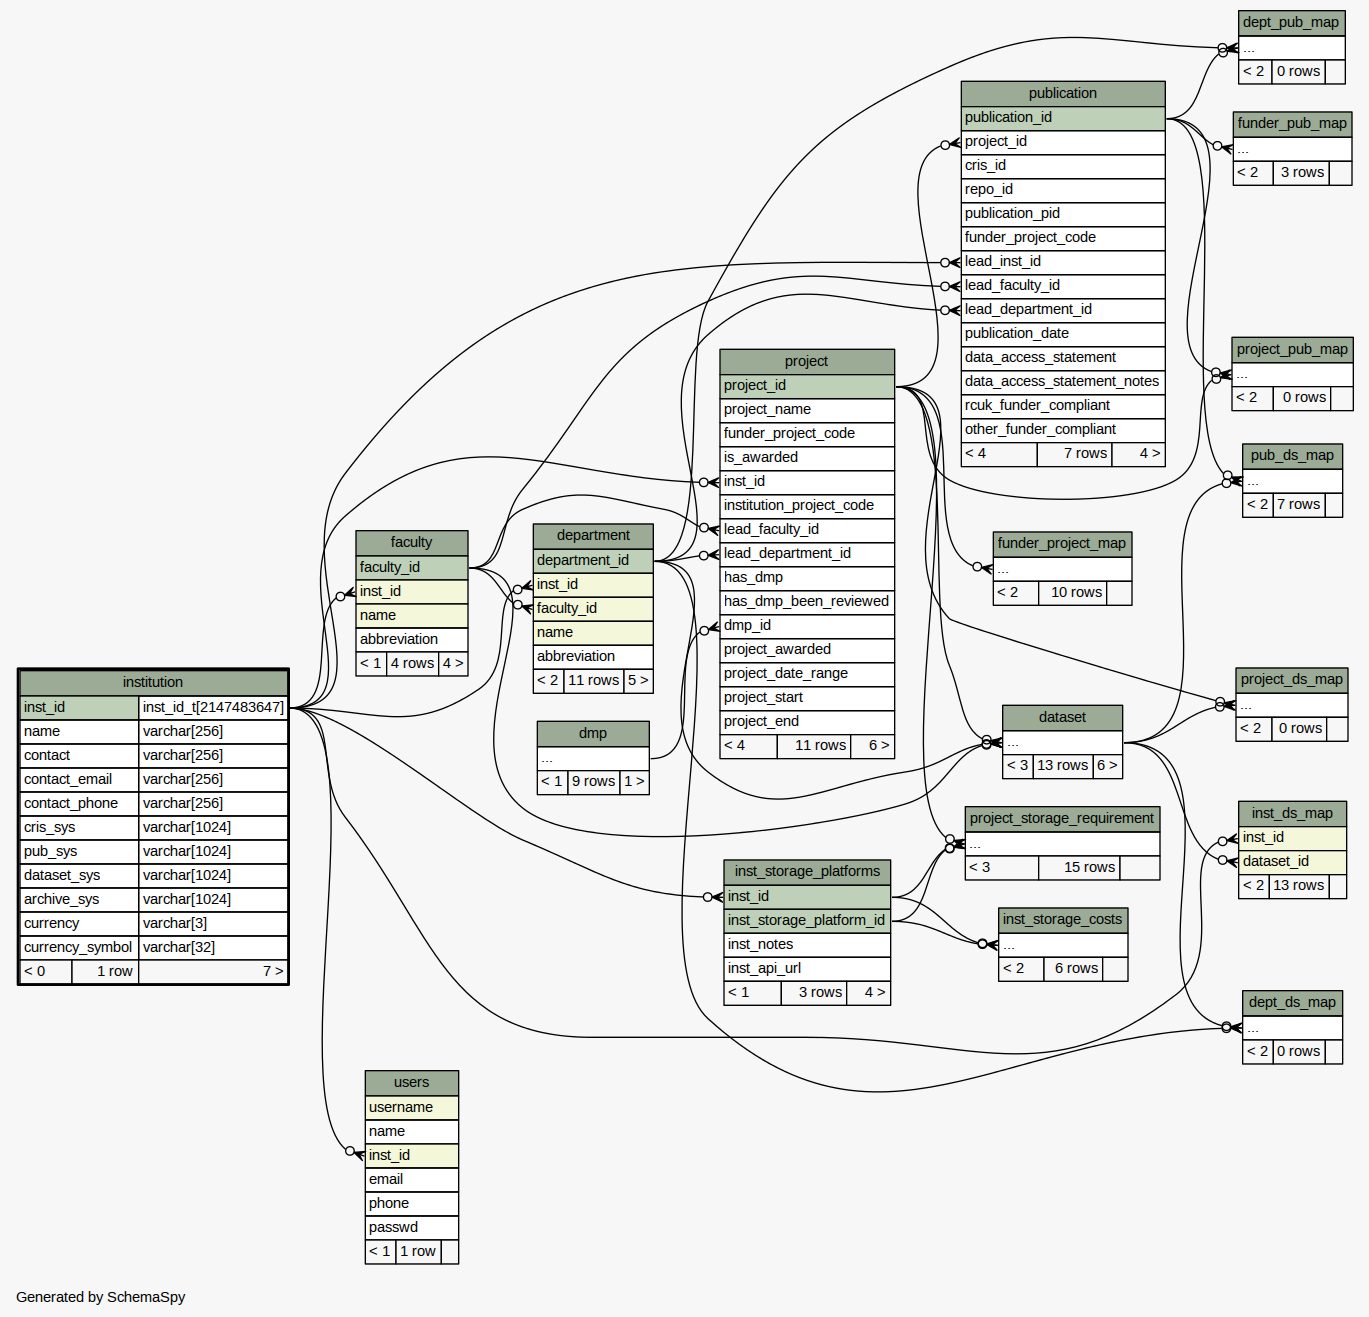 dept_pub_map
...
< 2 0 rows
publication
publication_id
project_id
cris_id
repo_id
publication_pid
funder_project_code
lead_inst_id
lead_faculty_id
lead_department_id
publication_date
data_access_statement
data_access_statement_notes
rcuk_funder_compliant
other_funder_compliant
< 4 7 rows 4 >
funder_pub_map
...
< 2 3 rows
project_pub_map
...
< 2 0 rows
pub_ds_map
...
< 2 7 rows
project
project_id
project_name
funder_project_code
is_awarded
inst_id
institution_project_code
lead_faculty_id
lead_department_id
has_dmp
has_dmp_been_reviewed
dmp_id
project_awarded
project_date_range
project_start
project_end
< 4 11 rows 6 >
faculty
faculty_id
inst_id
name
abbreviation
< 1 4 rows 4 >
department
department_id
inst_id
faculty_id
name
abbreviation
< 2 11 rows 5 >
funder_project_map
...
< 2 10 rows
institution
inst_id inst_id_t[2147483647]
name varchar[256]
contact varchar[256]
contact_email varchar[256]
contact_phone varchar[256]
cris_sys varchar[1024]
pub_sys varchar[1024]
dataset_sys varchar[1024]
archive_sys varchar[1024]
currency varchar[3]
currency_symbol varchar[32]
< 0 1 row 7 >
dmp
...
< 1 9 rows 1 >
dataset
...
< 3 13 rows 6 >
project_ds_map
...
< 2 0 rows
project_storage_requirement
...
< 3 15 rows
inst_ds_map
inst_id
dataset_id
< 2 13 rows
inst_storage_platforms
inst_id
inst_storage_platform_id
inst_notes
inst_api_url
< 1 3 rows 4 >
inst_storage_costs
...
< 2 6 rows
dept_ds_map
...
< 2 0 rows
users
username
name
inst_id
email
phone
passwd
< 1 1 row
Generated by SchemaSpy